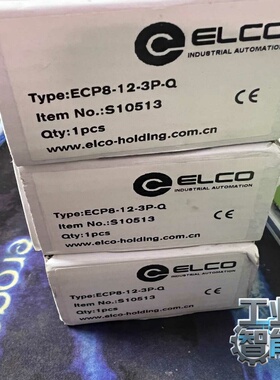 ELCO
INDUSTRIAL AUTOMATION
Type:ECP8-12-3P-Q
Item No.:S10513
Qty:1pcs
www.elco-holding.com.cn
CE
ELCO
INDUSTRIAL AUTOMATION
Type:ECP8-12-3P-Q
Item No.:S10513
Qty:1pcs
www.elco-holding.com.cn
CE
ELCO
INDUSTRIAL AUTOMATION
Type:ECP8-12-3P-Q
Item No.:S10513
Qty:1pcs
www.elco-holding.com.cn
CE